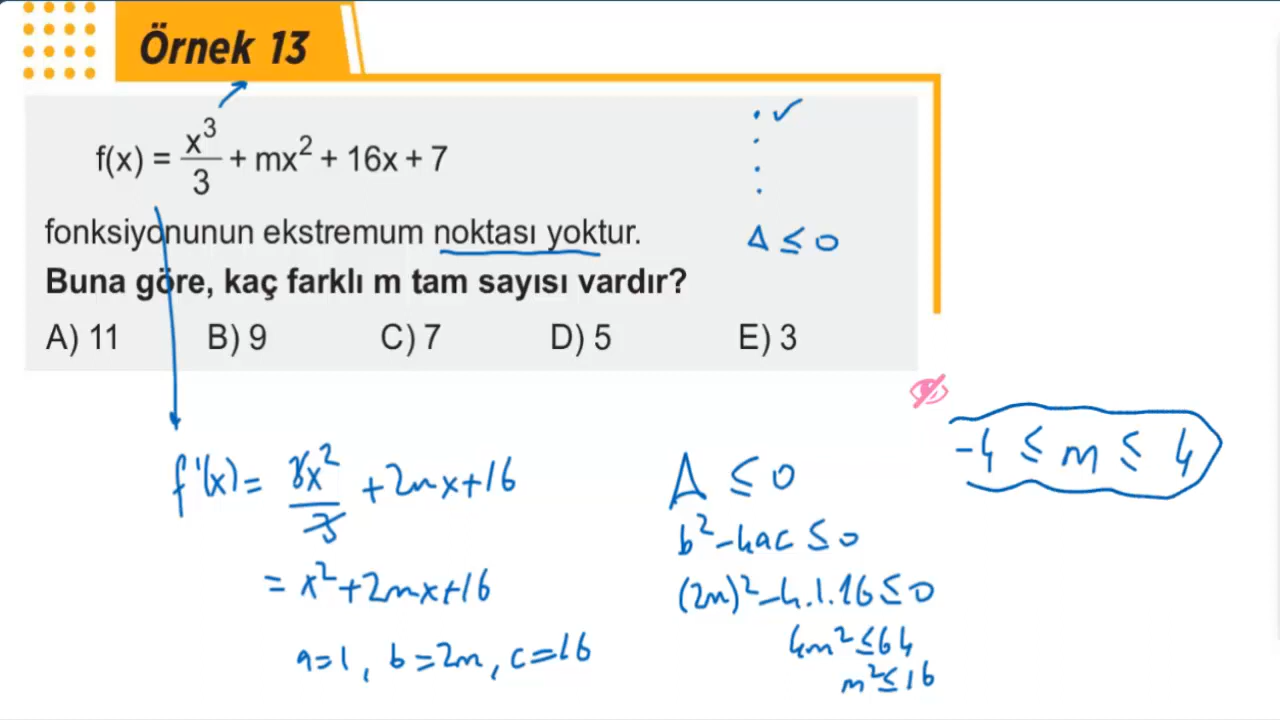 Örnek 13
f(x) = x³/3 + mx² + 16x + 7
fonksiyonunun ekstremum noktası yoktur.
Δ ≤ 0
Buna göre, kaç farklı m tam sayısı vardır?
A) 11 B) 9 C) 7 D) 5 E) 3
-4 ≤ m ≤ 4
f'(x) = 3x²/3 + 2mx + 16
= x² + 2mx + 16
a=1, b=2m, c=16
Δ ≤ 0
b² - 4ac ≤ 0
(2m)² - 4.1.16 ≤ 0
4m² ≤ 64
m² ≤ 16